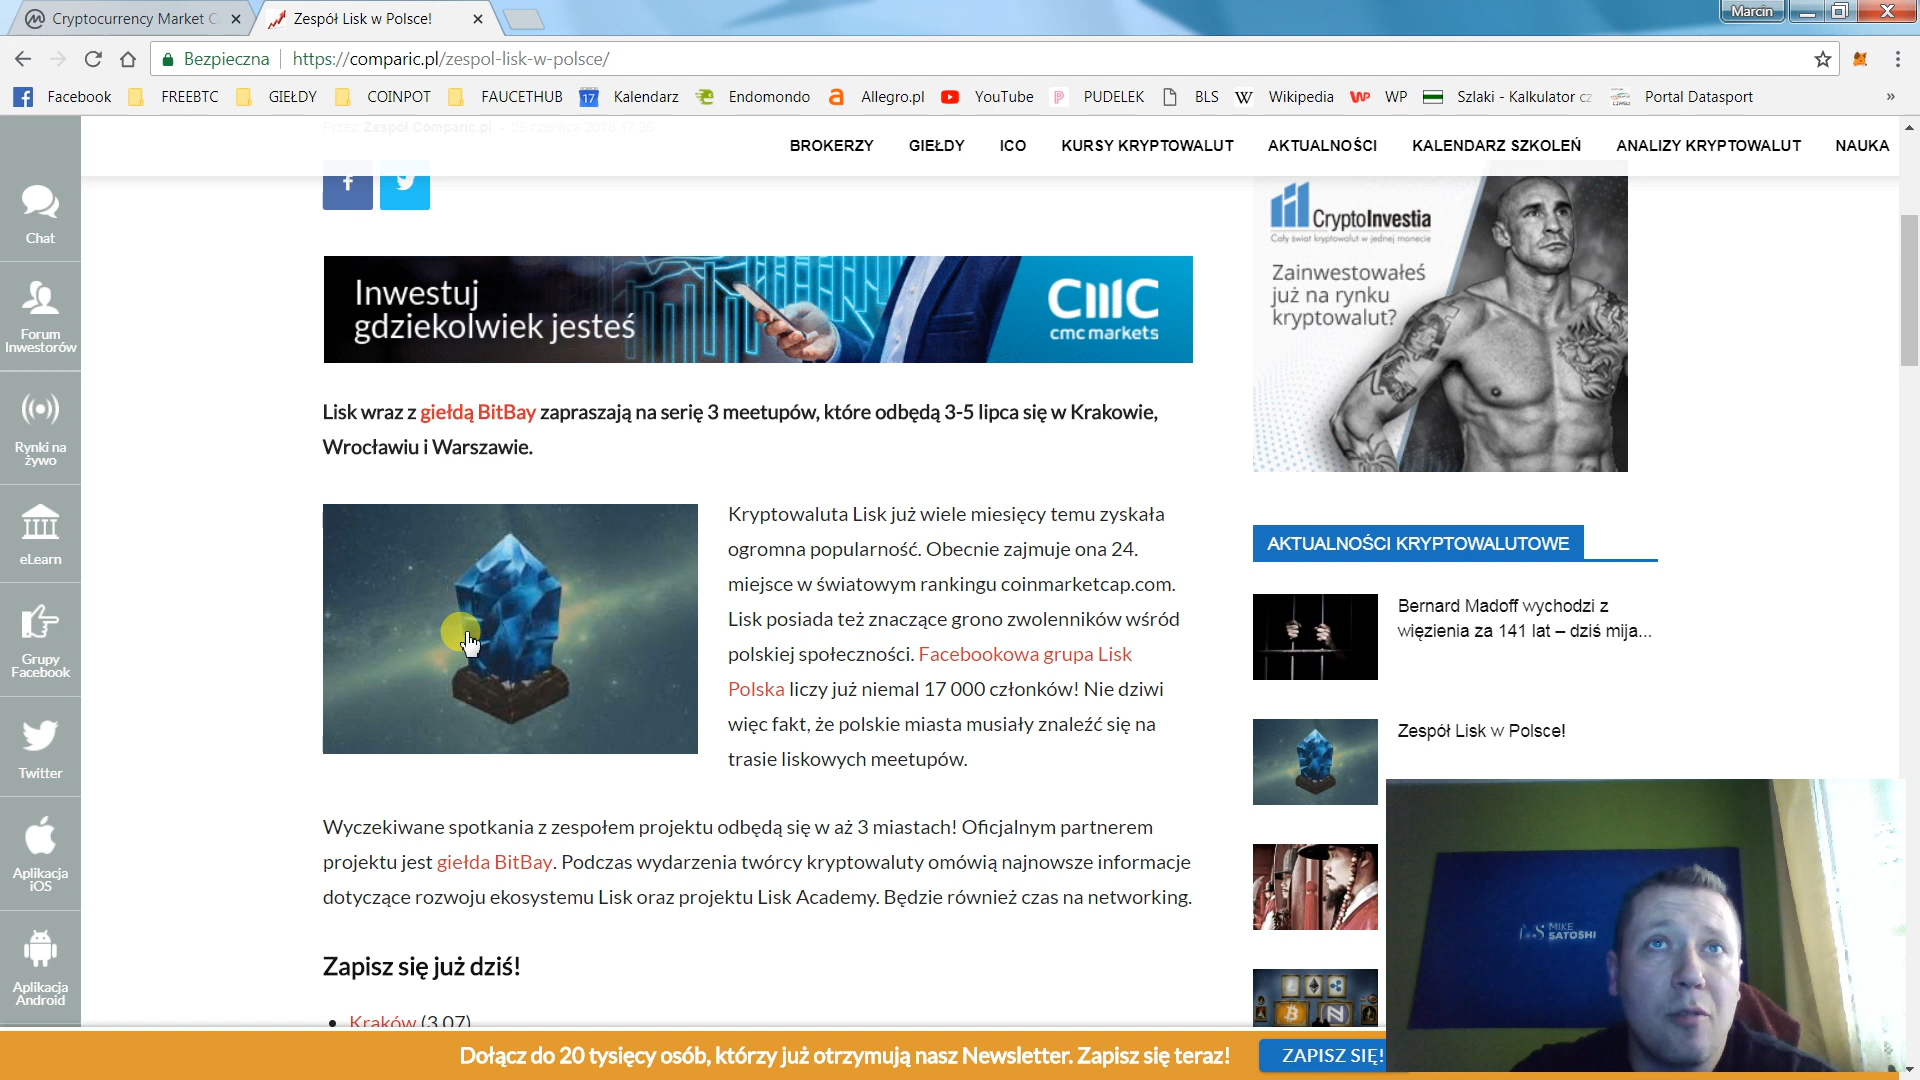 Cryptocurrency Market C
Zespół Lisk w Polsce!
Marcin
Bezpieczna
https://comparic.pl/zespol-lisk-w-polsce/
Facebook
FREEBTC
GIEŁDY
COINPOT
FAUCETHUB
17
Kalendarz
Endomondo
Allegro.pl
YouTube
PUDELEK
BLS
Wikipedia
WP
Szlaki - Kalkulator cz
Portal Datasport
»
Przez Zespół Comparic.pl - 29 czerwca 2018 17:25
BROKERZY
GIEŁDY
ICO
KURSY KRYPTOWALUT
AKTUALNOŚCI
KALENDARZ SZKOLEŃ
ANALIZY KRYPTOWALUT
NAUKA
Chat
Forum
Inwestorów
Rynki na
żywo
eLearn
Grupy
Facebook
Twitter
Aplikacja
iOS
Aplikacja
Android
Inwestuj
gdziekolwiek jesteś
CMC
cmc markets
Lisk wraz z giełdą BitBay zapraszają na serię 3 meetupów, które odbędą 3-5 lipca się w Krakowie,
Wrocławiu i Warszawie.
Kryptowaluta Lisk już wiele miesięcy temu zyskała
ogromna popularność. Obecnie zajmuje ona 24.
miejsce w światowym rankingu coinmarketcap.com.
Lisk posiada też znaczące grono zwolenników wśród
polskiej społeczności. Facebookowa grupa Lisk
Polska liczy już niemal 17 000 członków! Nie dziwi
więc fakt, że polskie miasta musiały znaleźć się na
trasie liskowych meetupów.
Wyczekiwane spotkania z zespołem projektu odbędą się w aż 3 miastach! Oficjalnym partnerem
projektu jest giełda BitBay. Podczas wydarzenia twórcy kryptowaluty omówią najnowsze informacje
dotyczące rozwoju ekosystemu Lisk oraz projektu Lisk Academy. Będzie również czas na networking.
Zapisz się już dziś!
Kraków (3.07)
CryptoInvestia
Cały świat kryptowalut w jednej monecie
Zainwestowałeś
już na rynku
kryptowalut?
AKTUALNOŚCI KRYPTOWALUTOWE
Bernard Madoff wychodzi z
więzienia za 141 lat – dziś mija...
Zespół Lisk w Polsce!
MS MIKE
SATOSHI
Dołącz do 20 tysięcy osób, którzy już otrzymują nasz Newsletter. Zapisz się teraz!
ZAPISZ SIĘ!